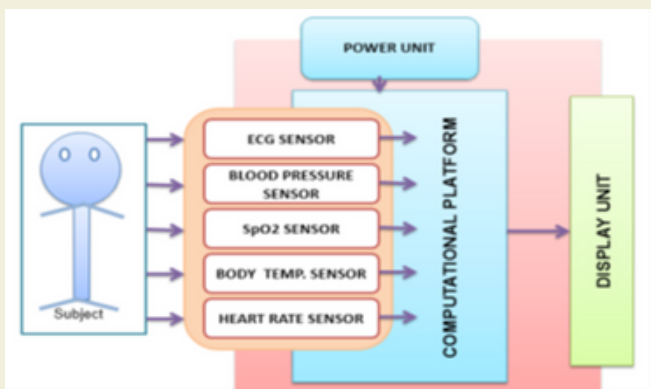 POWER UNIT
ECG SENSOR
BLOOD PRESSURE
SENSOR
SpO2 SENSOR
BODY TEMP. SENSOR
HEART RATE SENSOR
Subject
COMPUTATIONAL PLATFORM
DISPLAY UNIT